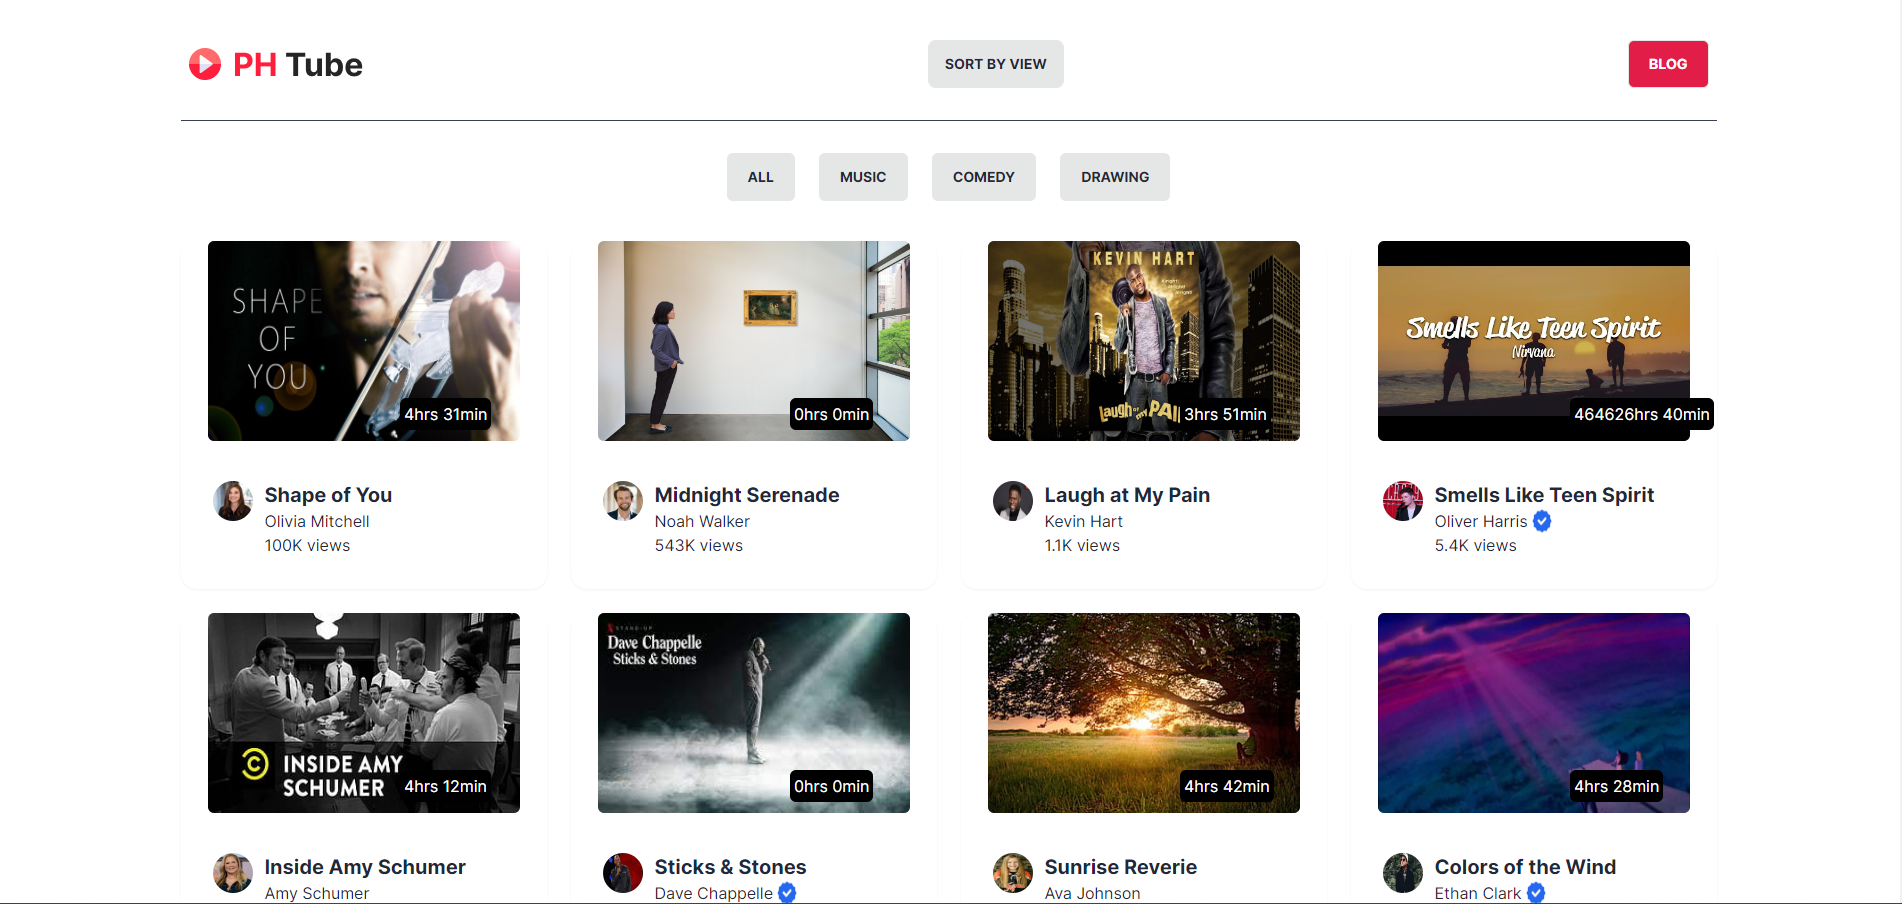 PH Tube
SORT BY VIEW
BLOG
ALL
MUSIC
COMEDY
DRAWING
SHAPE
OF
YOU
4hrs 31min
0hrs 0min
KEVIN HART
Laugh at my PAIN
3hrs 51min
Smells Like Teen Spirit
Nirvana
464626hrs 40min
Shape of You
Olivia Mitchell
100K views
Midnight Serenade
Noah Walker
543K views
Laugh at My Pain
Kevin Hart
1.1K views
Smells Like Teen Spirit
Oliver Harris
5.4K views
INSIDE AMY
SCHUMER
4hrs 12min
STAND-UP
Dave Chappelle
Sticks & Stones
0hrs 0min
4hrs 42min
4hrs 28min
Inside Amy Schumer
Amy Schumer
Sticks & Stones
Dave Chappelle
Sunrise Reverie
Ava Johnson
Colors of the Wind
Ethan Clark